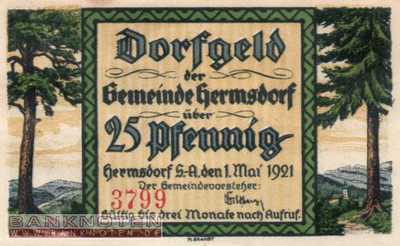 Dorfgeld
der
Gemeinde Hermsdorf
über
25 Pfennig
Hermsdorf S.-A. den 1. Mai 1921
Der Gemeindevorsteher:
3799
Gültig bis drei Monate nach Aufruf.
BANKNOTEN